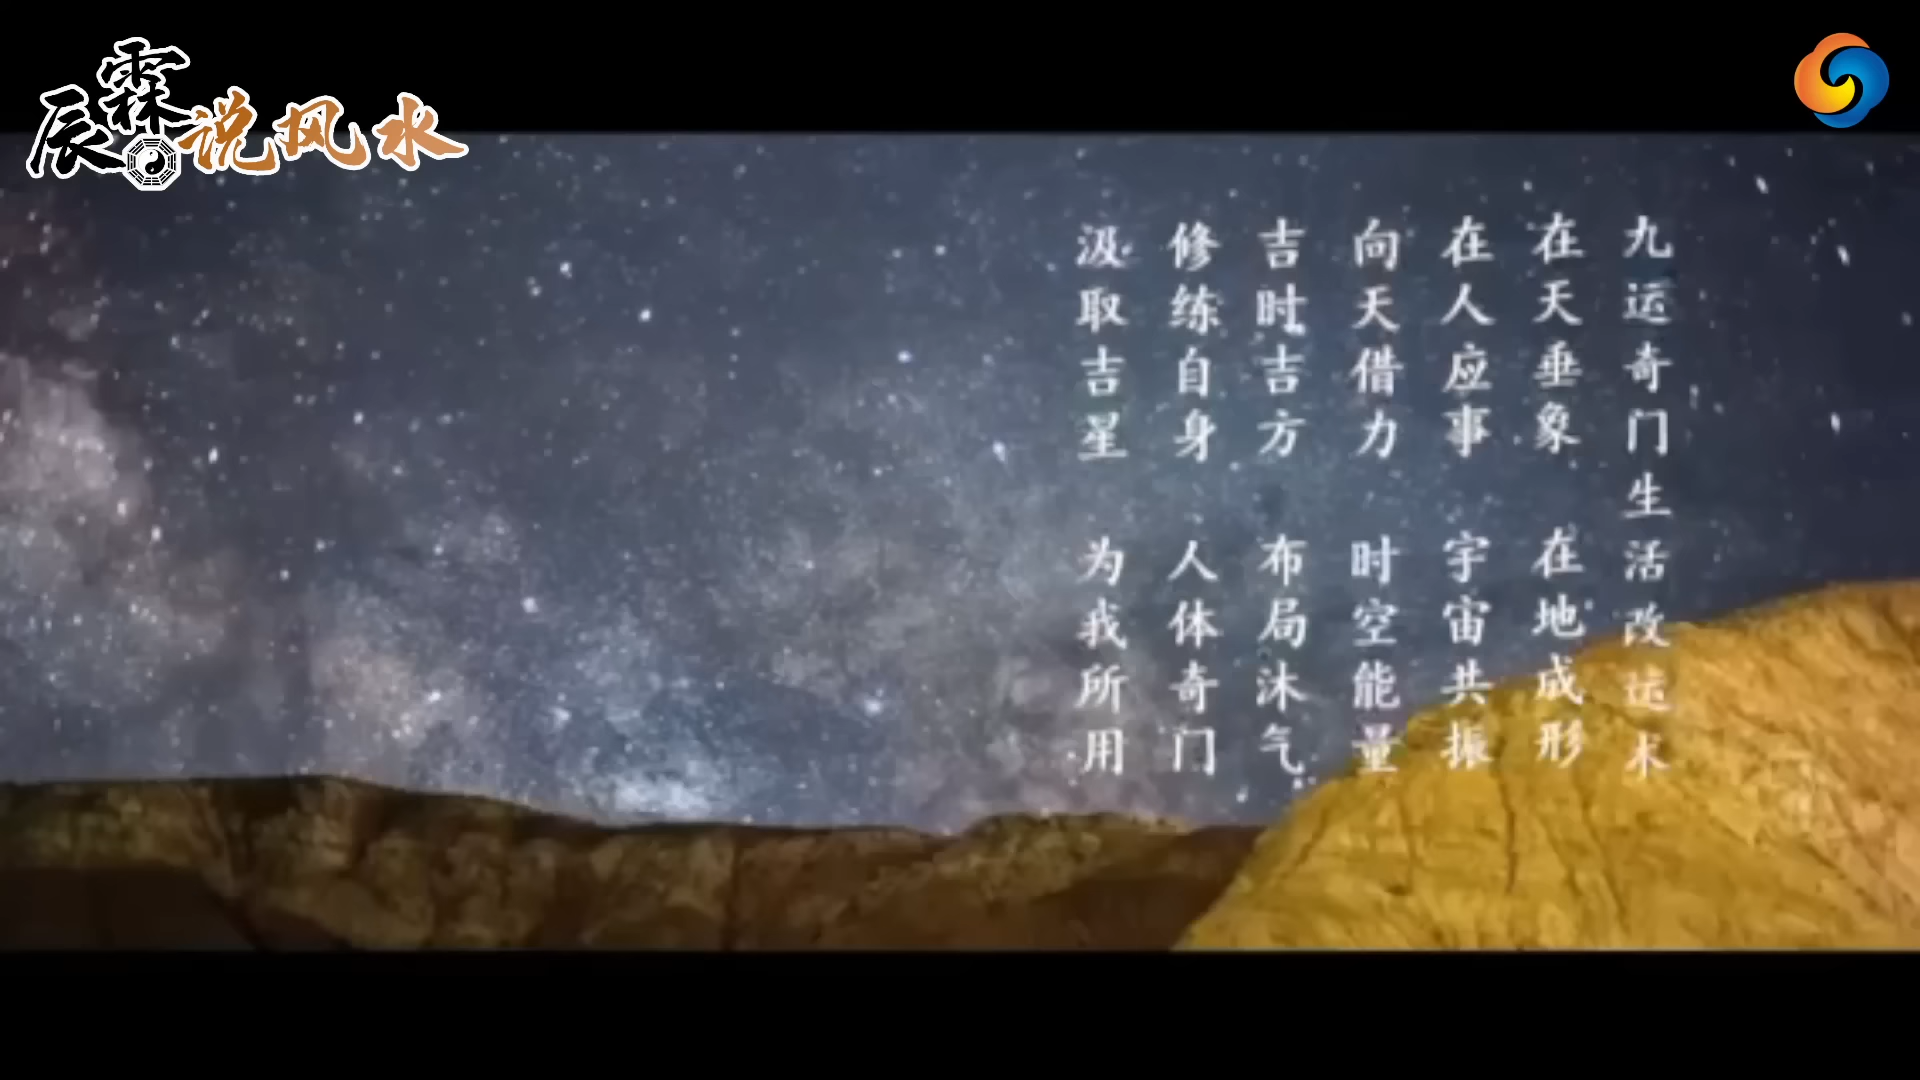 辰霖说风水
九运奇门生活改运术
在天垂象 在地成形
在人应事 宇宙共振
向天借力 时空能量
吉时吉方 布局沐气
修练自身 人体奇门
汲取吉星 为我所用